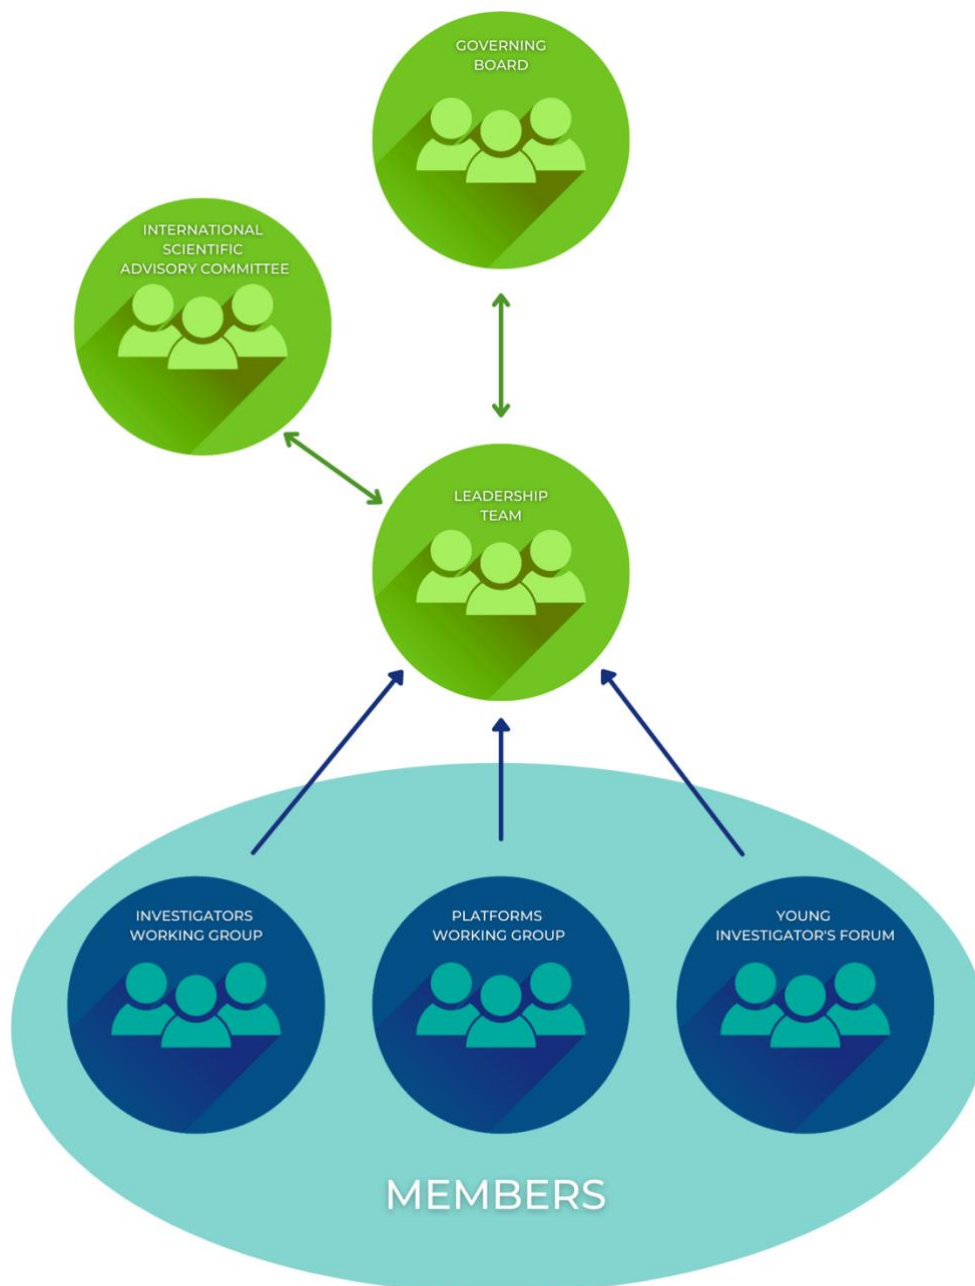 GOVERNING
BOARD
INTERNATIONAL
SCIENTIFIC
ADVISORY COMMITTEE
LEADERSHIP
TEAM
INVESTIGATORS
WORKING GROUP
PLATFORMS
WORKING GROUP
YOUNG
INVESTIGATOR'S FORUM
MEMBERS